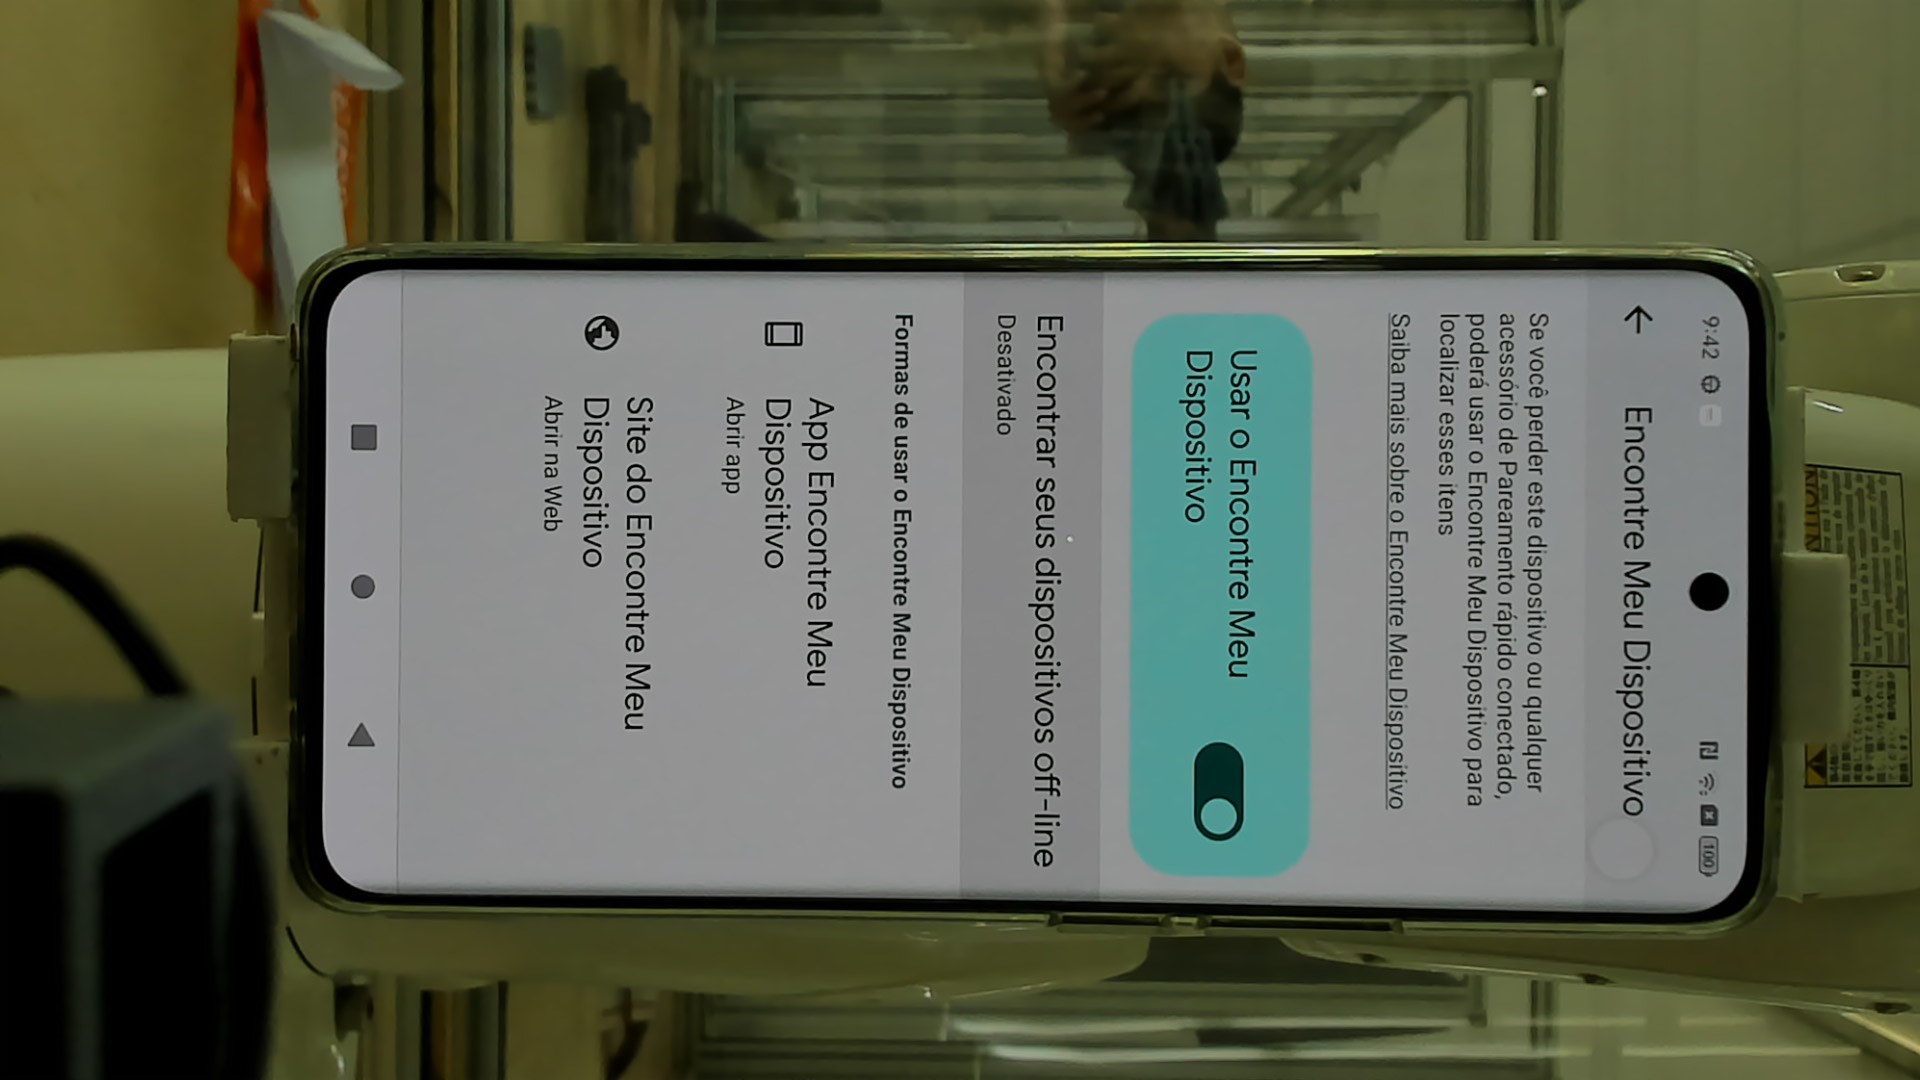 9:42
100
Encontre Meu Dispositivo
Se você perder este dispositivo ou qualquer
acessório de Pareamento rápido conectado,
poderá usar o Encontre Meu Dispositivo para
localizar esses itens
Saiba mais sobre o Encontre Meu Dispositivo
Usar o Encontre Meu
Dispositivo
Encontrar seus dispositivos off-line
Desativado
Formas de usar o Encontre Meu Dispositivo
App Encontre Meu
Dispositivo
Abrir app
Site do Encontre Meu
Dispositivo
Abrir na Web